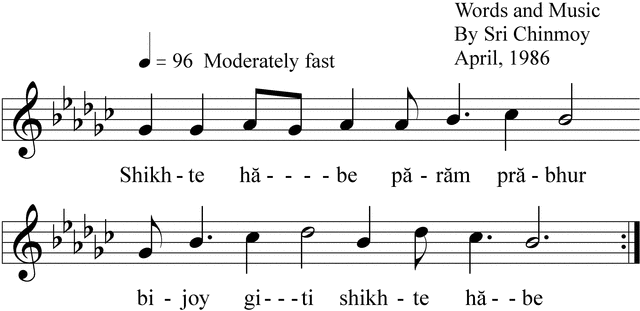 Words and Music
By Sri Chinmoy
= 96 Moderately fast
April, 1986
Shikh - te hă - - - - be pă - răm pră - bhur
bi - joy gi - - - ti shikh - te hă - - be